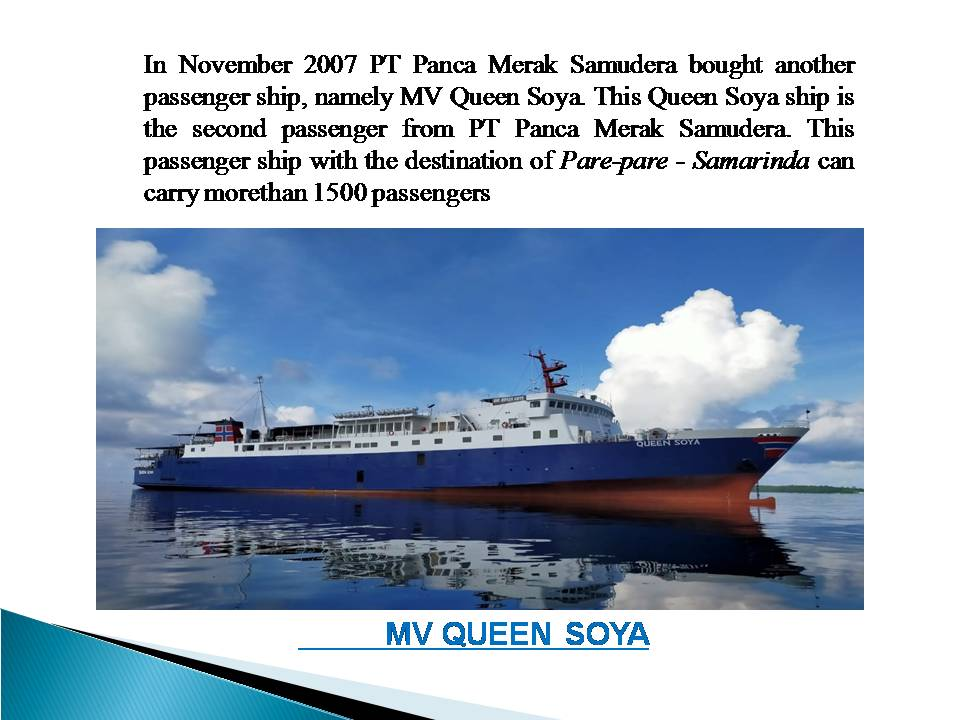 In November 2007 PT Panca Merak Samudera bought another
passenger ship, namely MV Queen Soya. This Queen Soya ship is
the second passenger from PT Panca Merak Samudera. This
passenger ship with the destination of Pare-pare - Samarinda can
carry morethan 1500 passengers
QUEEN SOYA
MV QUEEN SOYA